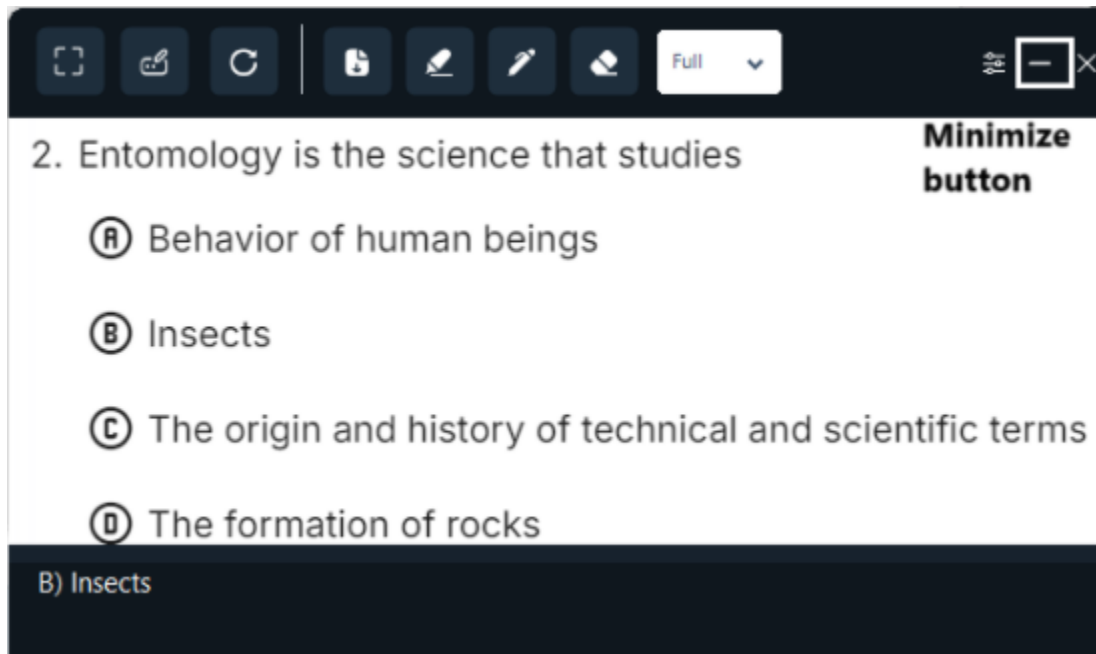 Full
2. Entomology is the science that studies
Minimize
button
A Behavior of human beings
B Insects
C The origin and history of technical and scientific terms
D The formation of rocks
B) Insects